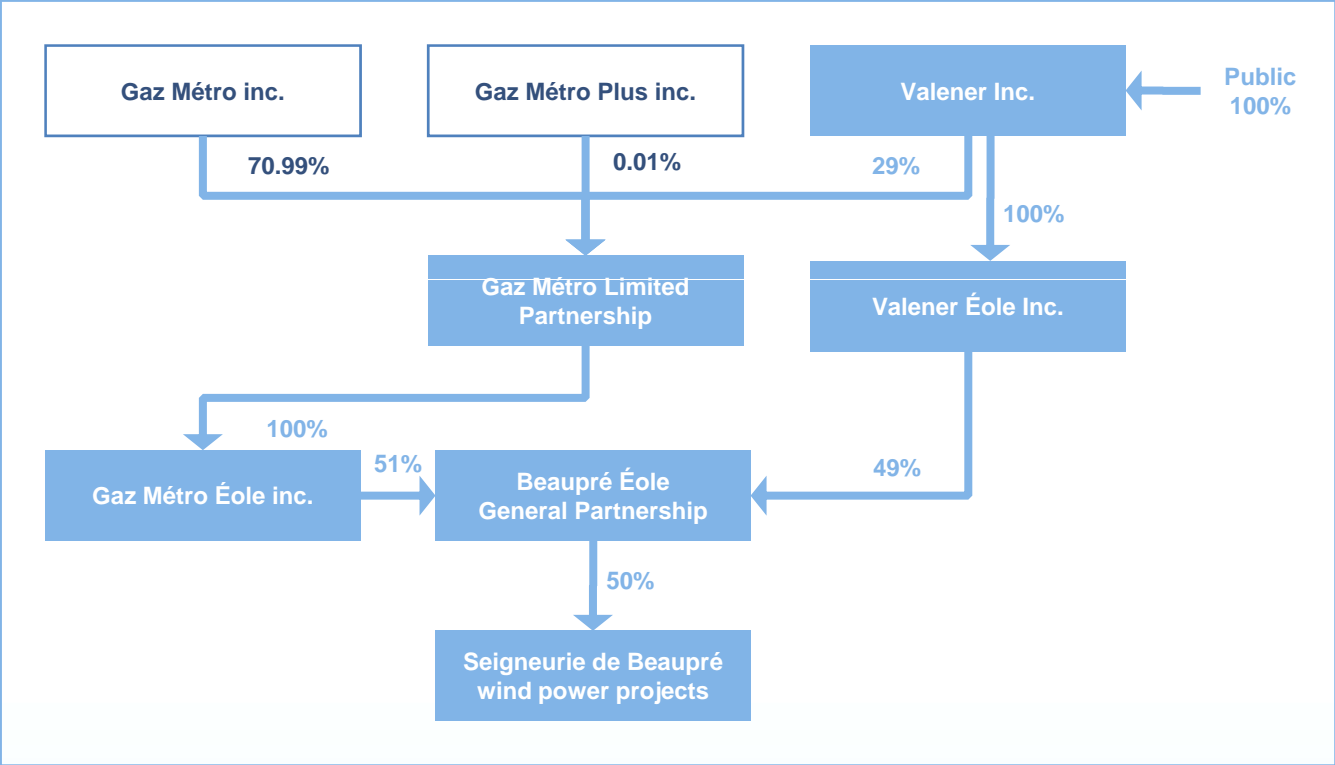 Gaz Métro inc.
Gaz Métro Plus inc.
Valener Inc.
Public
100%
70.99%
0.01%
29%
100%
Gaz Métro Limited
Partnership
Valener Éole Inc.
100%
51%
49%
Gaz Métro Éole inc.
Beaupré Éole
General Partnership
50%
Seigneurie de Beaupré
wind power projects